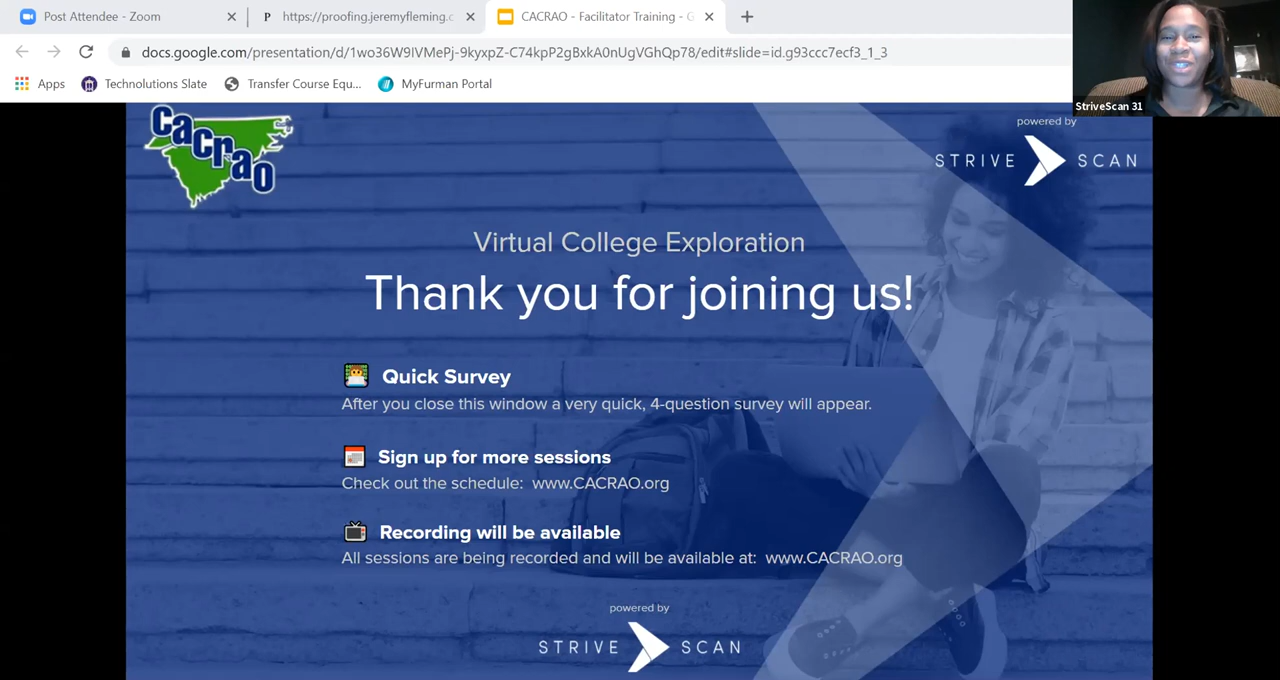 Post Attendee - Zoom
P https://proofing.jeremyfleming.c
CACRAO - Facilitator Training - G
docs.google.com/presentation/d/1wo36W9lVMePj-9kyxpZ-C74kpP2gBxkA0nUgVGhQp78/edit#slide=id.g93ccc7ecf3_1_3
Apps
Technolutions Slate
Transfer Course Equ...
MyFurman Portal
StriveScan 31
cacrao
powered by
STRIVE SCAN
Virtual College Exploration
Thank you for joining us!
Quick Survey
After you close this window a very quick, 4-question survey will appear.
Sign up for more sessions
Check out the schedule: www.CACRAO.org
Recording will be available
All sessions are being recorded and will be available at: www.CACRAO.org
powered by
STRIVE SCAN